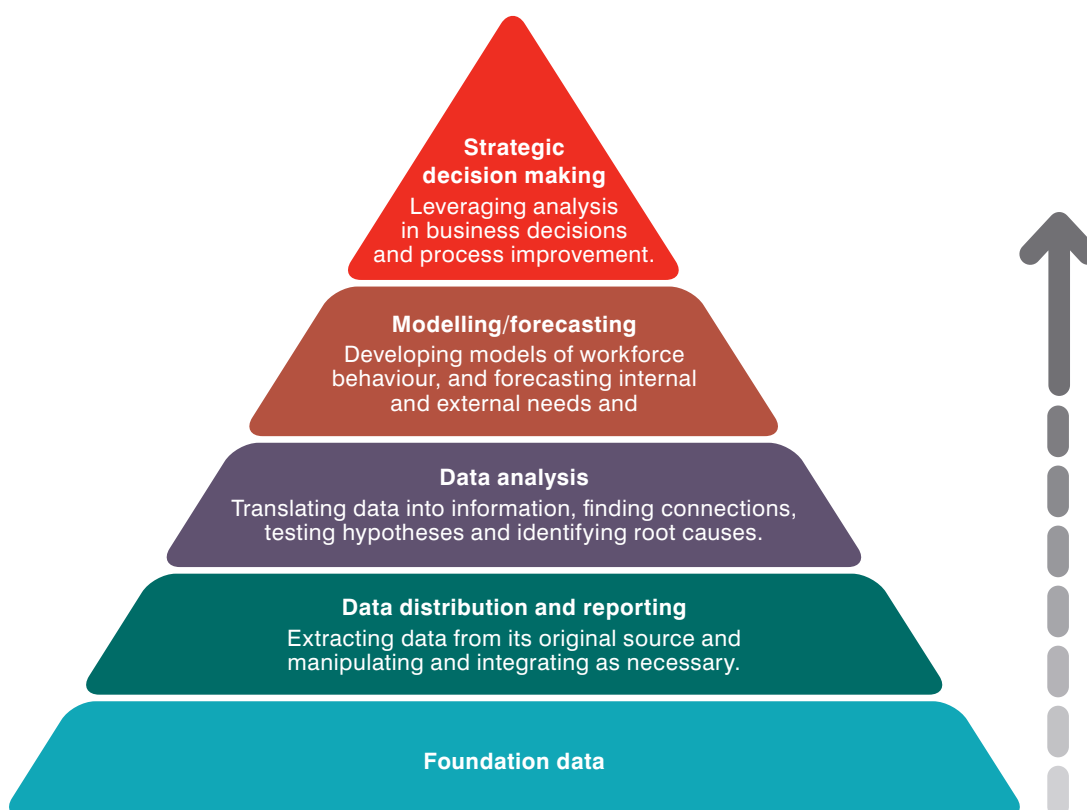 Strategic
decision making
Leveraging analysis
in business decisions
and process improvement.
Modelling/forecasting
Developing models of workforce
behaviour, and forecasting internal
and external needs and
Data analysis
Translating data into information, finding connections,
testing hypotheses and identifying root causes.
Data distribution and reporting
Extracting data from its original source and
manipulating and integrating as necessary.
Foundation data